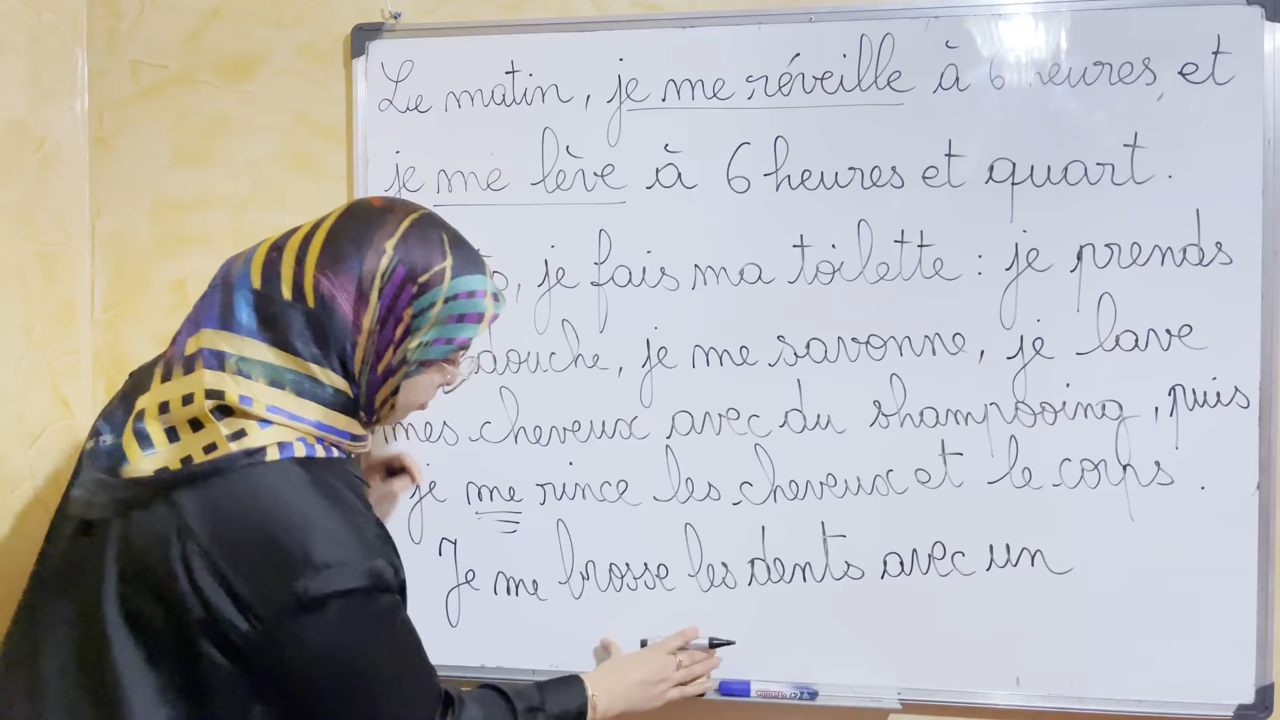 Le matin, je me réveille à 6 heures, et
je me lève à 6 heures et quart.
, je fais ma toilette : je prends
douche, je me savonne, je lave
mes cheveux avec du shampooing, puis
je me rince les cheveux et le corps.
Je me brosse les dents avec un